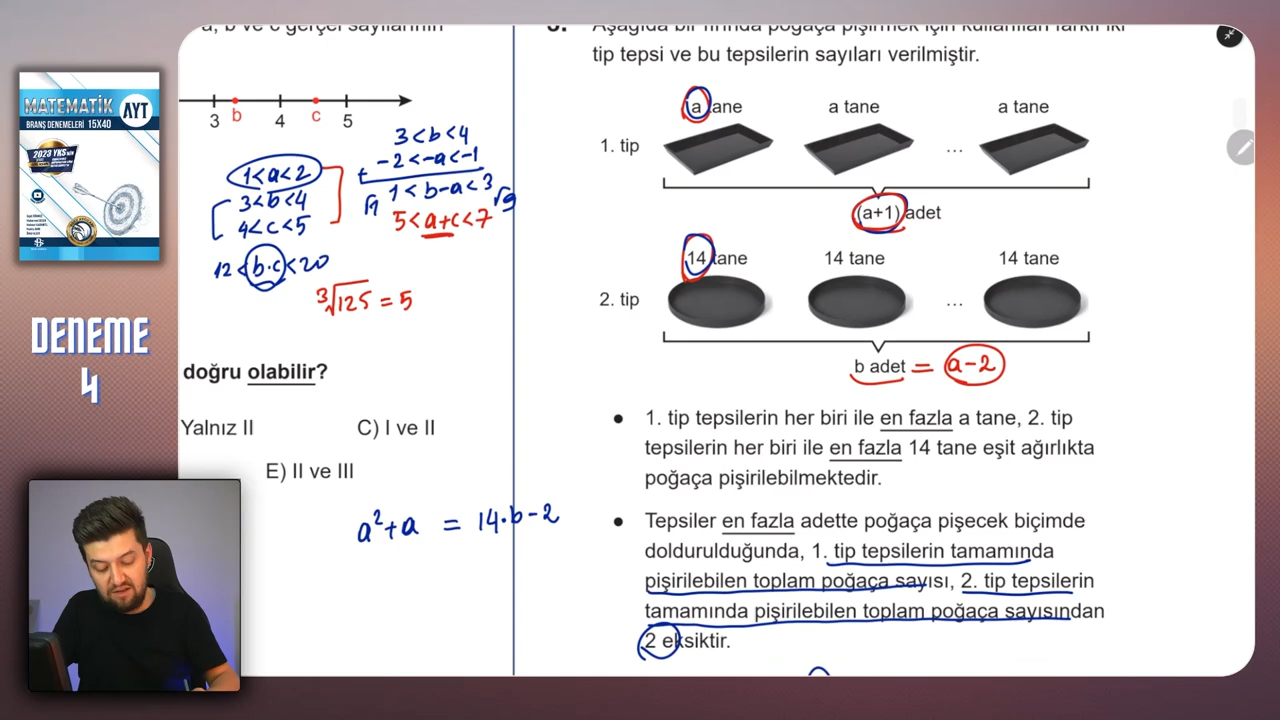 MATEMATİK AYT
BRANŞ DENEMELERİ 15X40
2023 YKS'NİN
DENEME
4
a, b ve c gerçel sayılarının
3 b 4 c 5
1<a<2
3<b<4
4<c<5
12<b·c<20
3<b<4
-2<-a<-1
+
√1 1<b-a<3 √9
5<a+c<7
³√125 = 5
doğru olabilir?
Yalnız II
C) I ve II
E) II ve III
a²+a = 14·b-2
Aşağıda bir fırında poğaça pişirmek için kullanılan farklı iki
tip tepsi ve bu tepsilerin sayıları verilmiştir.
a tane a tane a tane
1. tip ...
(a+1) adet
14 tane 14 tane 14 tane
2. tip ...
b adet = a-2
• 1. tip tepsilerin her biri ile en fazla a tane, 2. tip
tepsilerin her biri ile en fazla 14 tane eşit ağırlıkta
poğaça pişirilebilmektedir.
• Tepsiler en fazla adette poğaça pişecek biçimde
doldurulduğunda, 1. tip tepsilerin tamamında
pişirilebilen toplam poğaça sayısı, 2. tip tepsilerin
tamamında pişirilebilen toplam poğaça sayısından
2 eksiktir.